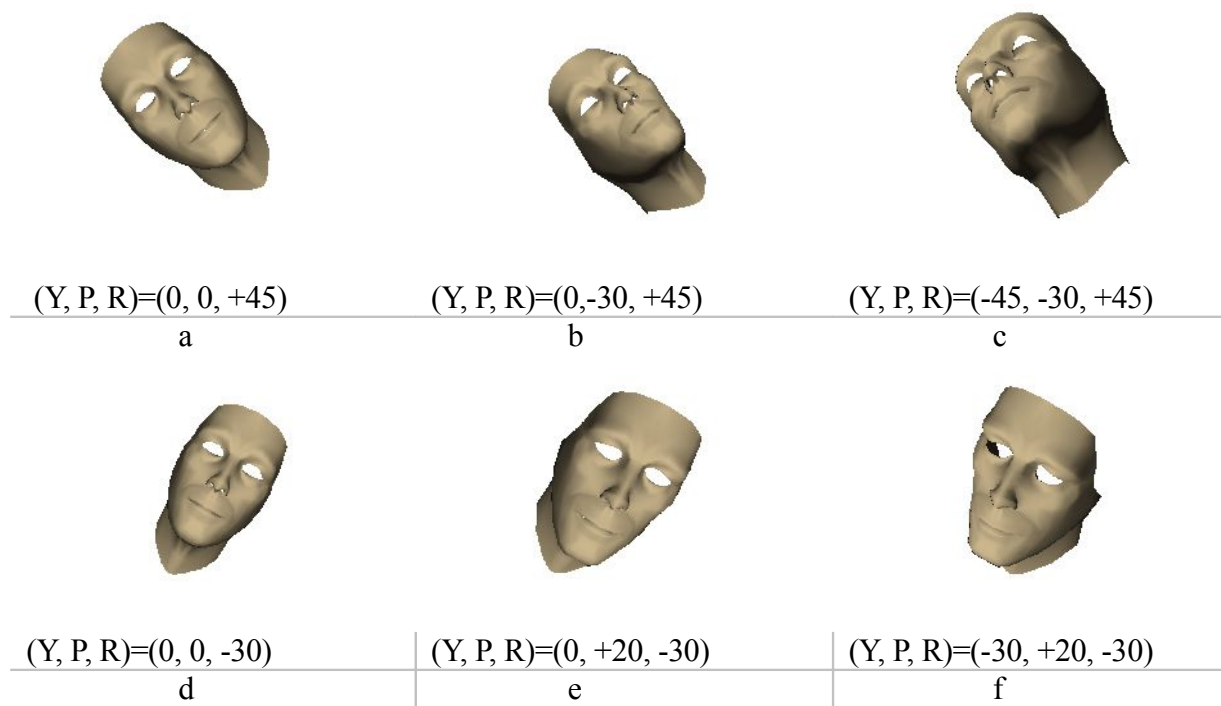 (Y, P, R)=(0, 0, +45)
(Y, P, R)=(0,-30, +45)
(Y, P, R)=(-45, -30, +45)
a
b
c
(Y, P, R)=(0, 0, -30)
(Y, P, R)=(0, +20, -30)
(Y, P, R)=(-30, +20, -30)
d
e
f